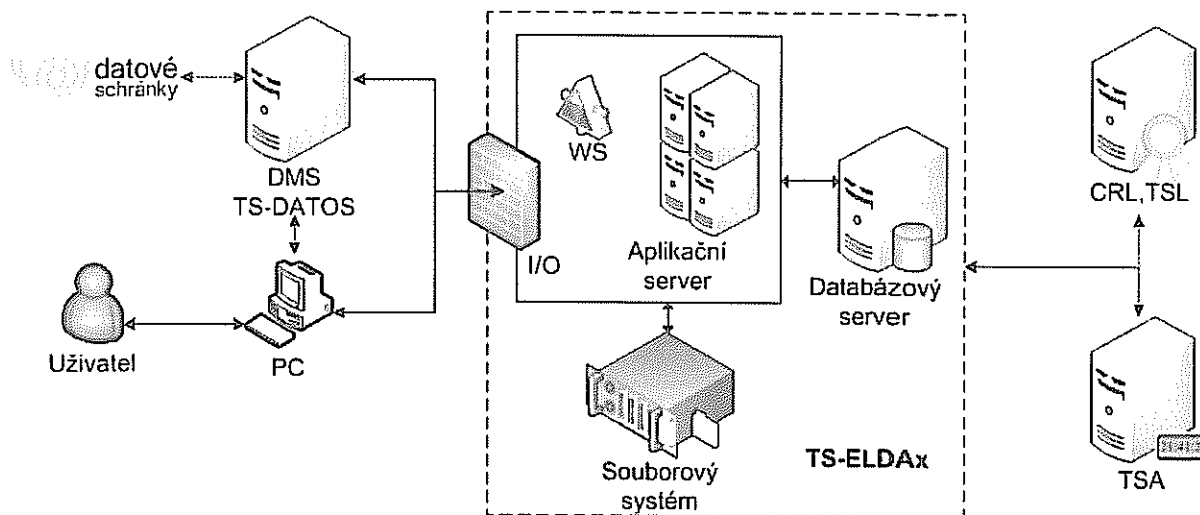 datové
schránky
DMS
TS-DATOS
Uživatel
PC
I/O
WS
Aplikační
server
Databázový
server
Souborový
systém
TS-ELDAx
CRL,TSL
TSA